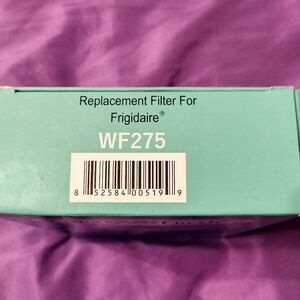 Replacement Filter For
Frigidaire®
WF275
8 52584 00519 9